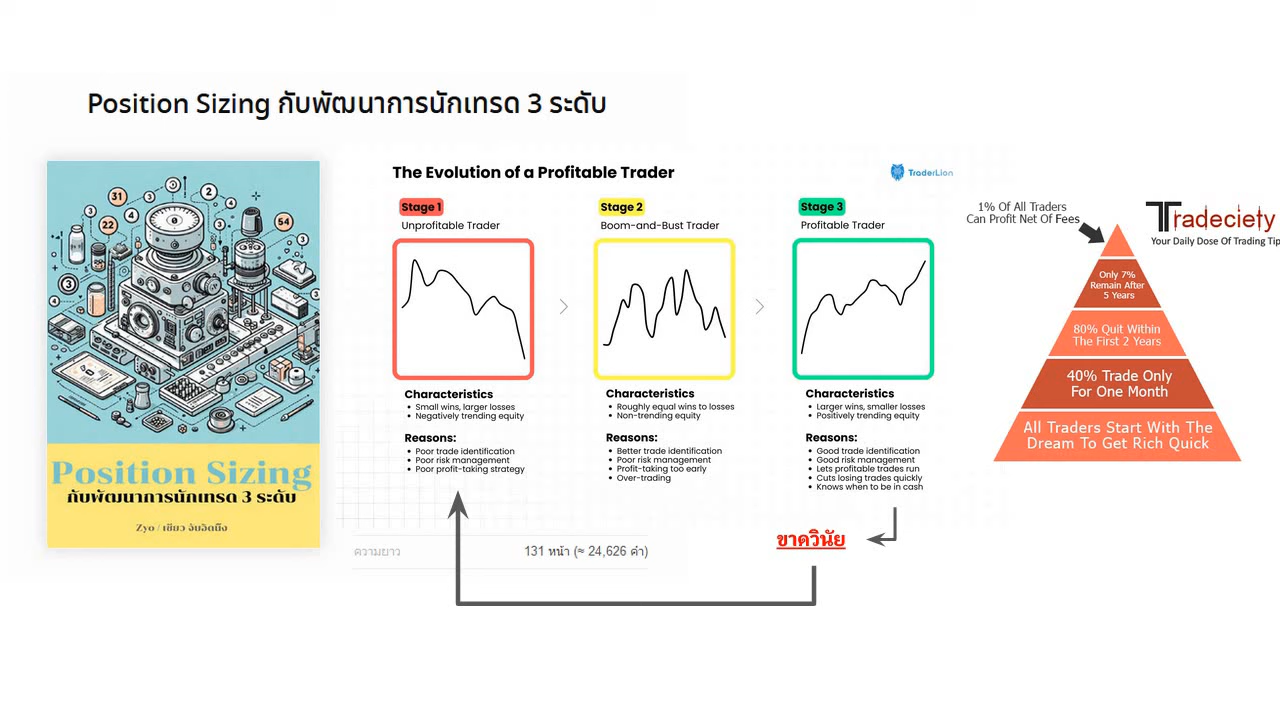 Position Sizing กับพัฒนาการนักเทรด 3 ระดับ
31
2
3
4
22
3
54
3
3
4
3
Position Sizing
กับพัฒนาการนักเทรด 3 ระดับ
Zyo / เซียว จับอิดนึ้ง
The Evolution of a Profitable Trader
TraderLion
Stage 1
Unprofitable Trader
Characteristics
• Small wins, larger losses
• Negatively trending equity
Reasons:
• Poor trade identification
• Poor risk management
• Poor profit-taking strategy
Stage 2
Boom-and-Bust Trader
Characteristics
• Roughly equal wins to losses
• Non-trending equity
Reasons:
• Better trade identification
• Poor risk management
• Profit-taking too early
• Over-trading
Stage 3
Profitable Trader
Characteristics
• Larger wins, smaller losses
• Positively trending equity
Reasons:
• Good trade identification
• Good risk management
• Lets profitable trades run
• Cuts losing trades quickly
• Knows when to be in cash
ขาดวินัย
ความยาว
131 หน้า (≈ 24,626 คำ)
Tradeciety
Your Daily Dose Of Trading Tip
1% Of All Traders
Can Profit Net Of Fees
Only 7%
Remain After
5 Years
80% Quit Within
The First 2 Years
40% Trade Only
For One Month
All Traders Start With The
Dream To Get Rich Quick